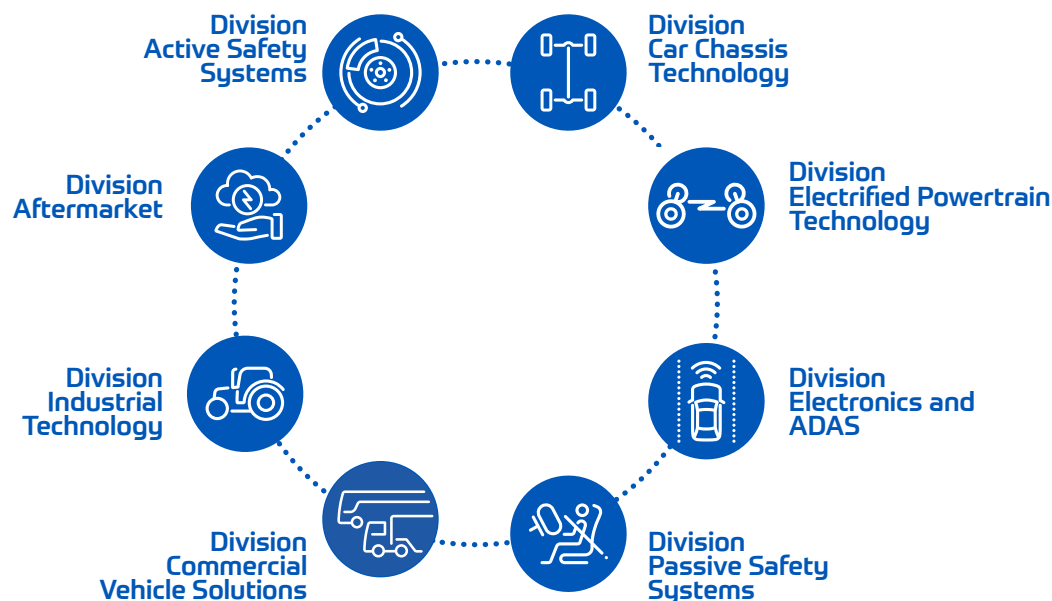 Division
Active Safety
Systems
Division
Car Chassis
Technology
Division
Aftermarket
Division
Electrified Powertrain
Technology
Division
Industrial
Technology
Division
Electronics and
ADAS
Division
Commercial
Vehicle Solutions
Division
Passive Safety
Systems